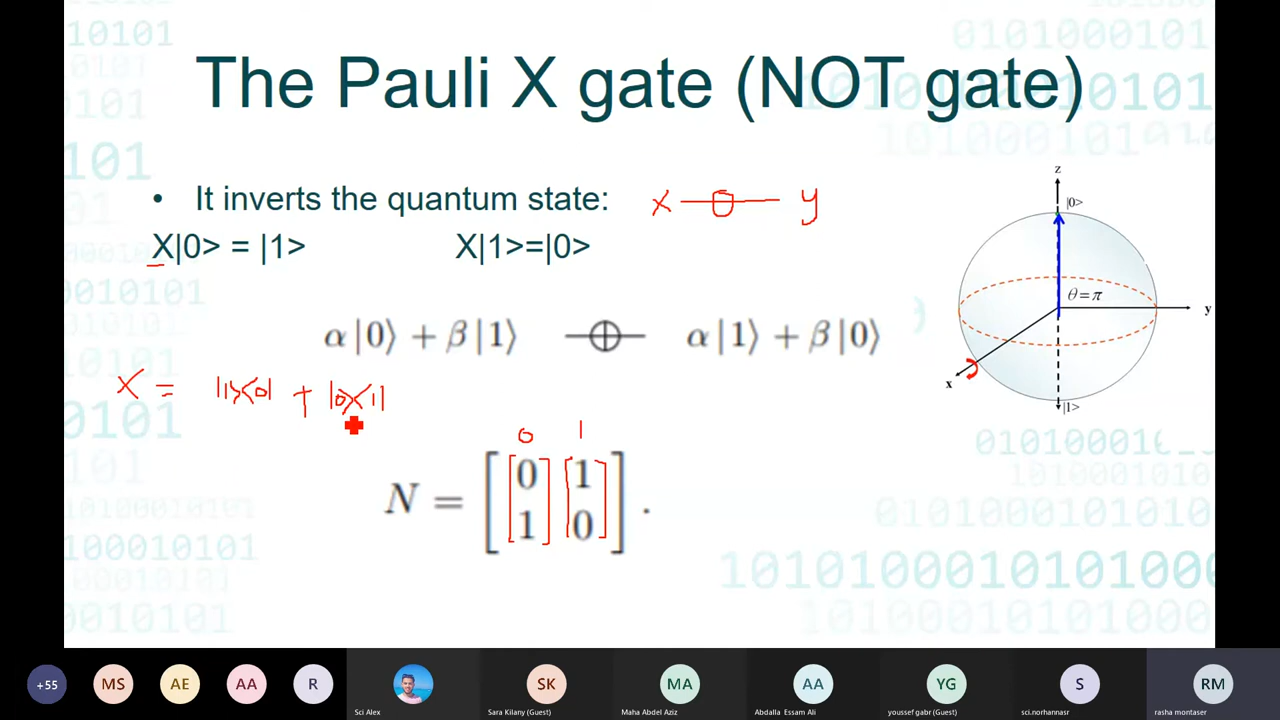 The Pauli X gate (NOT gate)
• It inverts the quantum state:
x y
X|0> = |1> X|1>=|0>
α|0⟩ + β|1⟩ α|1⟩ + β|0⟩
X = |1><0| + |0><1|
0 1
N = [0 1
1 0].
z
|0>
θ=π
y
x
|1>
+55 MS AE AA R SK MA AA YG S RM
Sci Alex Sara Kilany (Guest) Maha Abdel Aziz Abdalla Essam Ali youssef gabr (Guest) sci.norhannasr rasha montaser